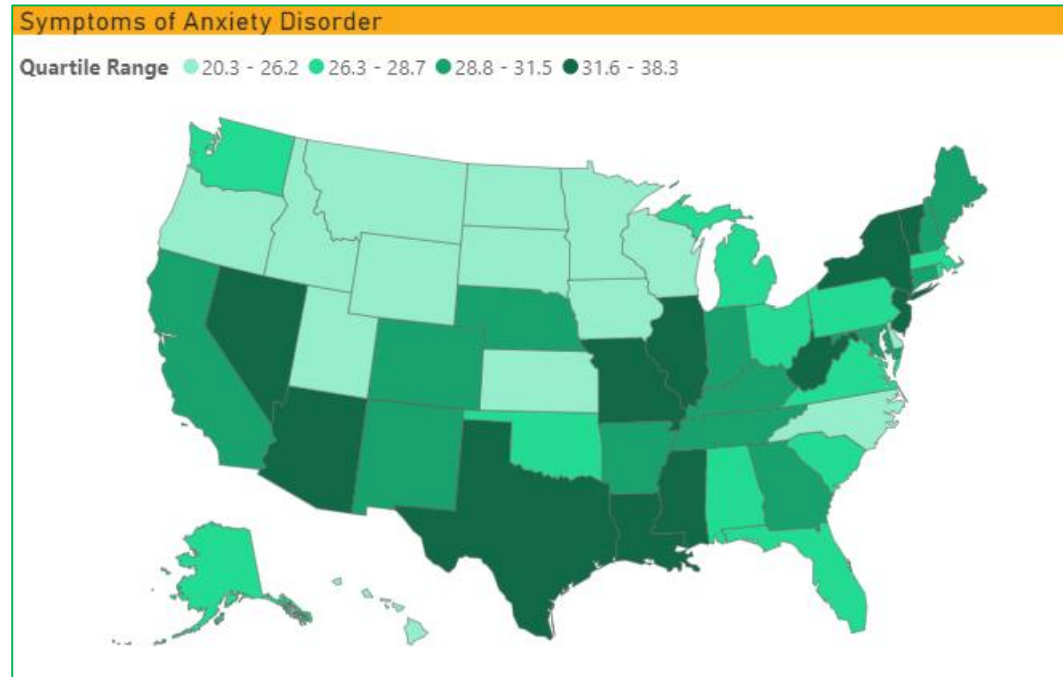 Symptoms of Anxiety Disorder
Quartile Range 20.3 - 26.2 26.3 - 28.7 28.8 - 31.5 31.6 - 38.3